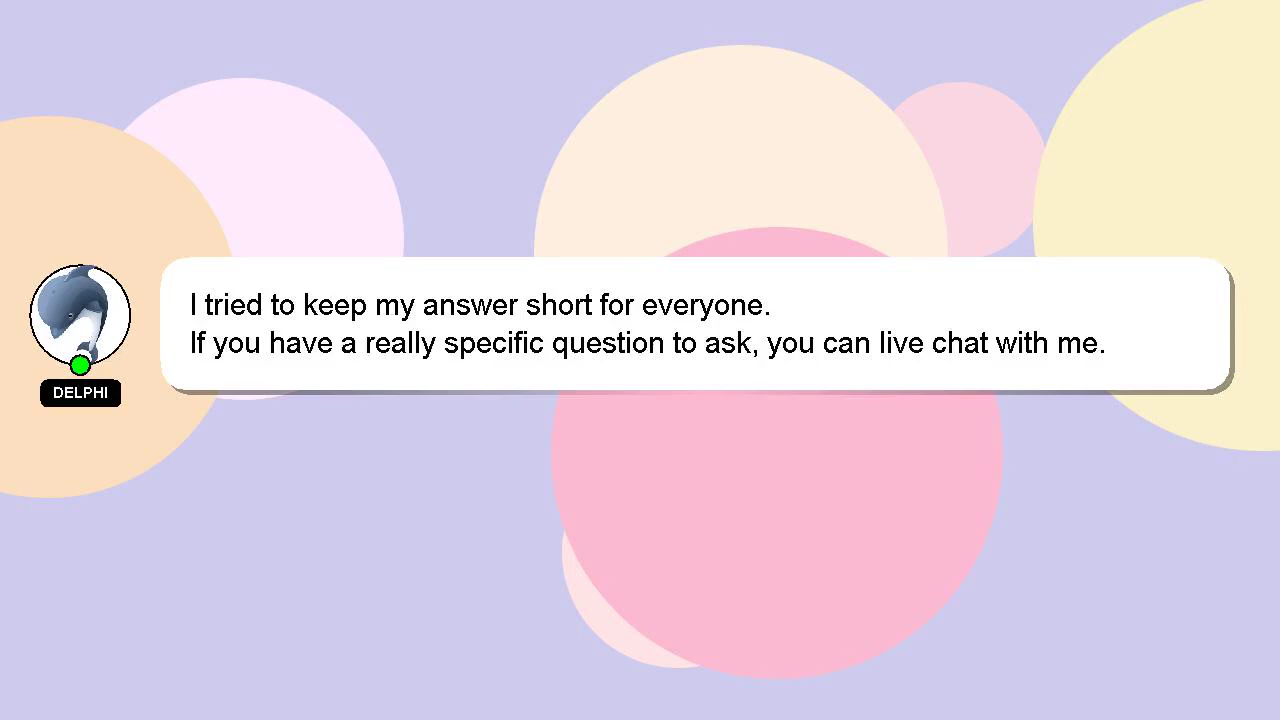 I tried to keep my answer short for everyone.
If you have a really specific question to ask, you can live chat with me.
DELPHI